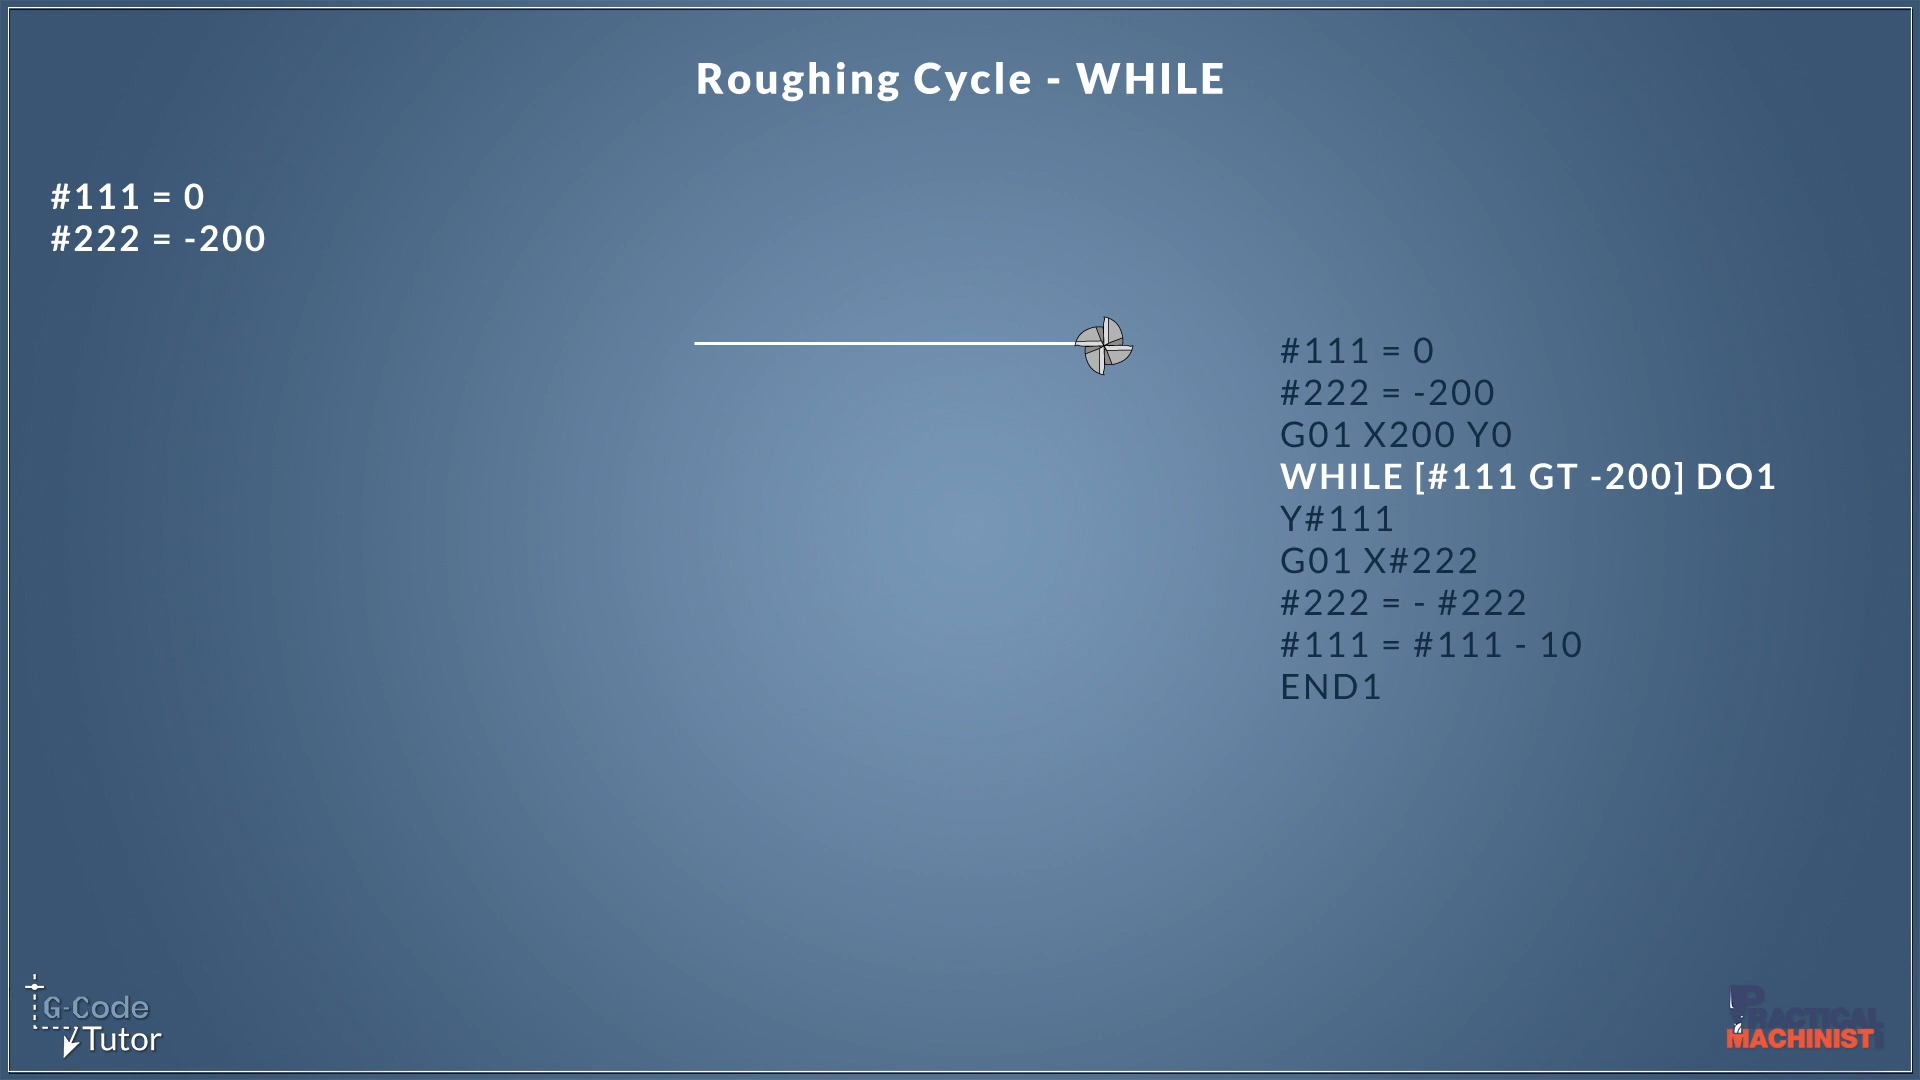 Roughing Cycle - WHILE
#111 = 0
#222 = -200
#111 = 0
#222 = -200
G01 X200 Y0
WHILE [#111 GT -200] DO1
Y#111
G01 X#222
#222 = - #222
#111 = #111 - 10
END1
G-Code
Tutor
PRACTICAL
MACHINIST